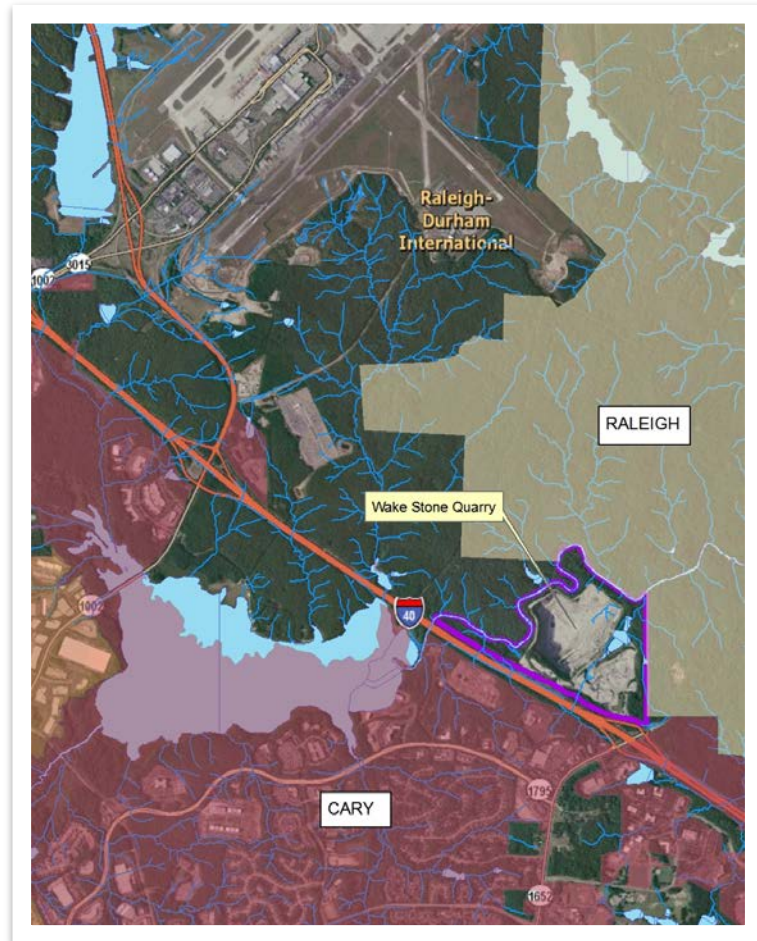 Raleigh-
Durham
International
3015
1002
RALEIGH
Wake Stone Quarry
1002
40
1795
CARY
1652